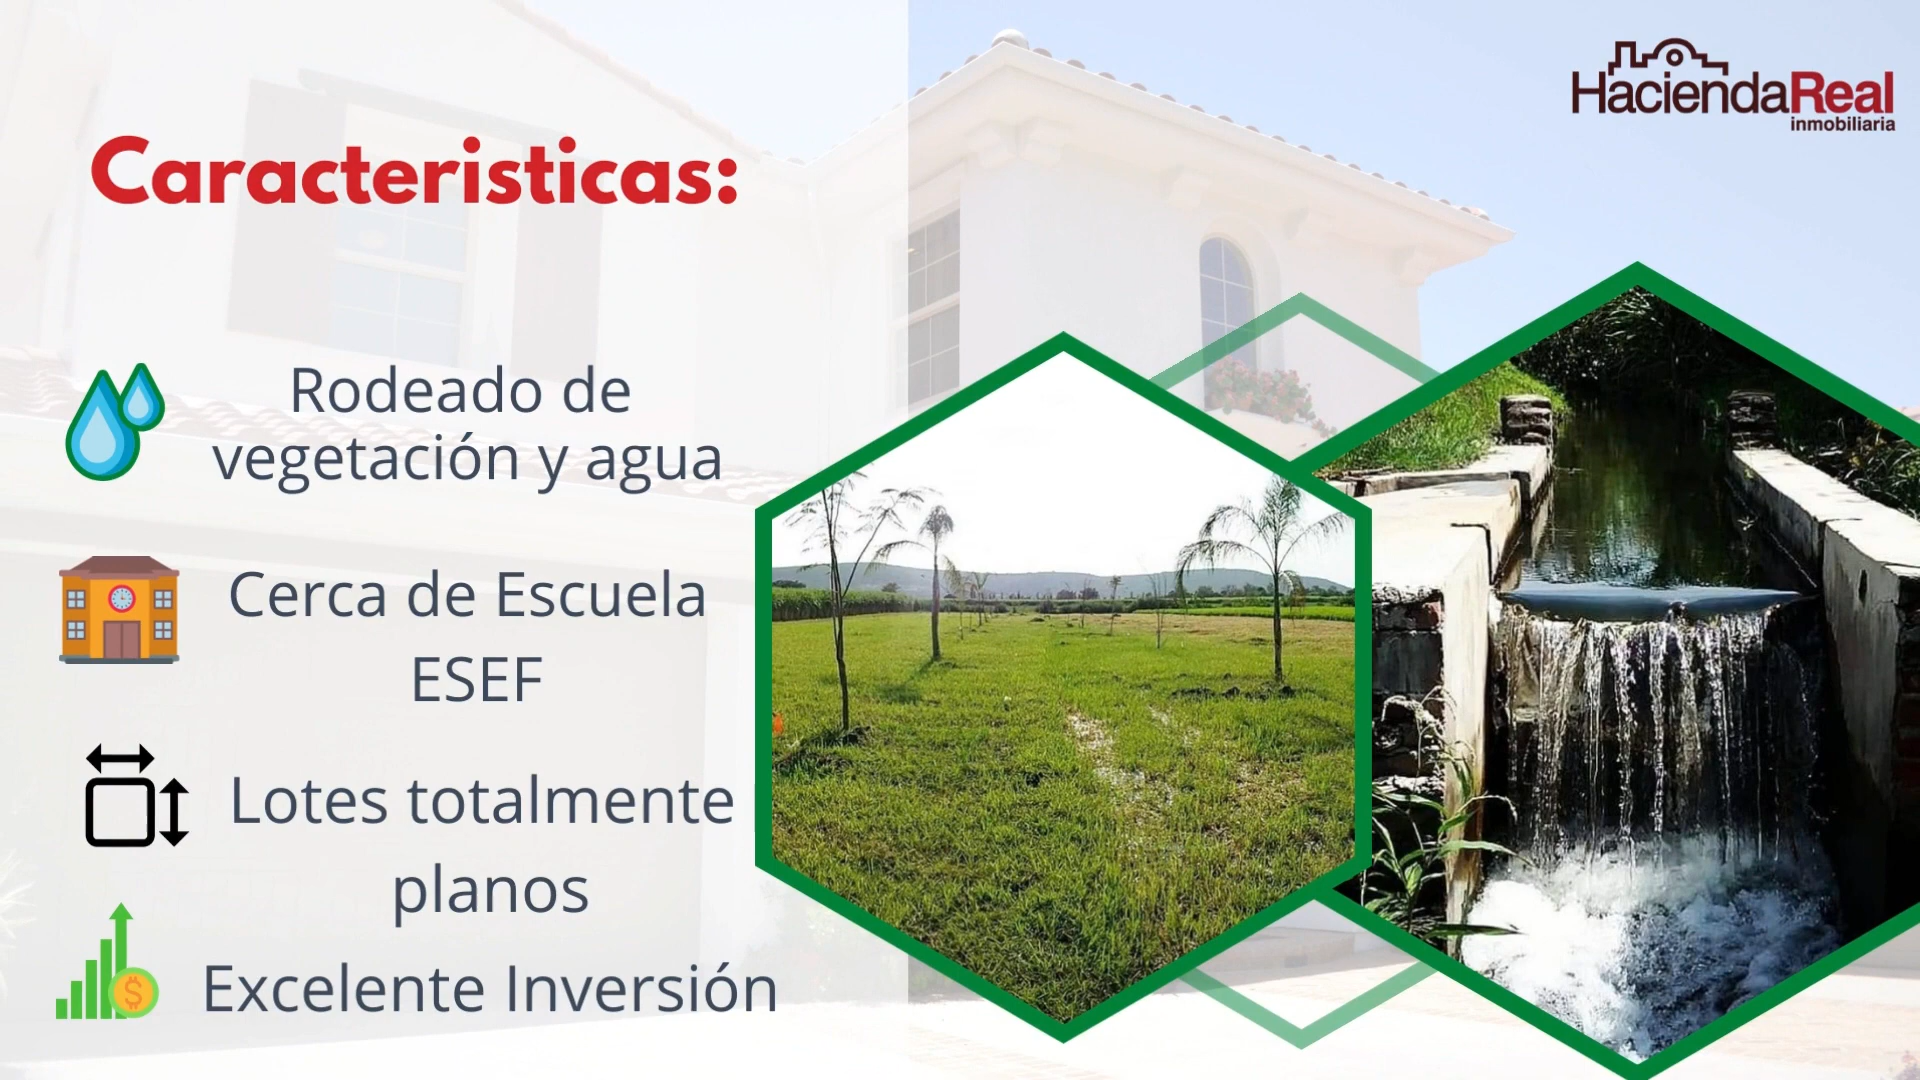 HaciendaReal
inmobiliaria
Caracteristicas:
Rodeado de
vegetación y agua
Cerca de Escuela
ESEF
Lotes totalmente
planos
Excelente Inversión